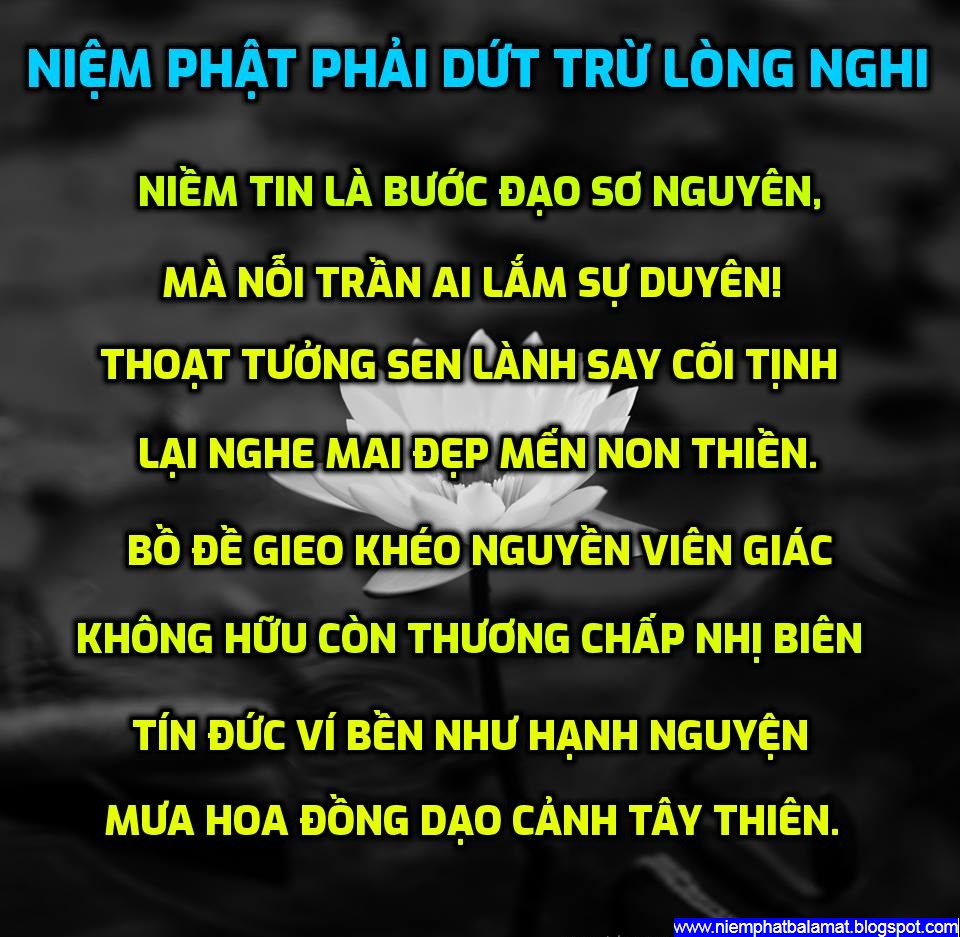 NIỆM PHẬT PHẢI DỨT TRỪ LÒNG NGHI
NIỀM TIN LÀ BƯỚC ĐẠO SƠ NGUYÊN,
MÀ NỖI TRẦN AI LẮM SỰ DUYÊN!
THOẠT TƯỞNG SEN LÀNH SAY CÕI TỊNH
LẠI NGHE MAI ĐẸP MẾN NON THIỀN.
BỒ ĐỀ GIEO KHÉO NGUYỀN VIÊN GIÁC
KHÔNG HỮU CÒN THƯƠNG CHẤP NHỊ BIÊN
TÍN ĐỨC VÍ BỀN NHƯ HẠNH NGUYỆN
MƯA HOA ĐỒNG DẠO CẢNH TÂY THIÊN.
www.niemphatbalamat.blogspot.com